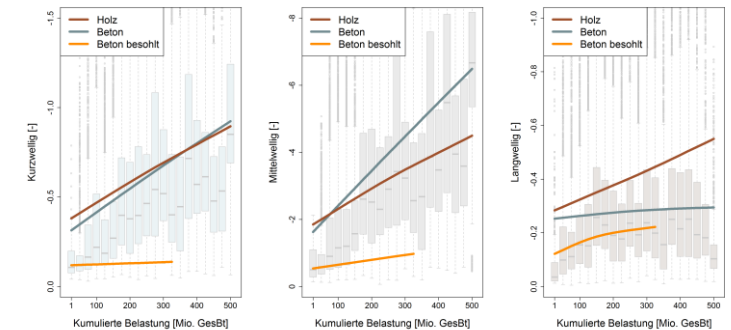 Holz
Beton
Beton besohlt
Kurzwellig [-]
-1.5
-1.0
-0.5
0.0
1 100 200 300 400 500
Kumulierte Belastung [Mio. GesBt]
Holz
Beton
Beton besohlt
Mittelwellig [-]
-8
-6
-4
-2
0
1 100 200 300 400 500
Kumulierte Belastung [Mio. GesBt]
Holz
Beton
Beton besohlt
Langwellig [-]
-1.0
-0.8
-0.6
-0.4
-0.2
0.0
1 100 200 300 400 500
Kumulierte Belastung [Mio. GesBt]